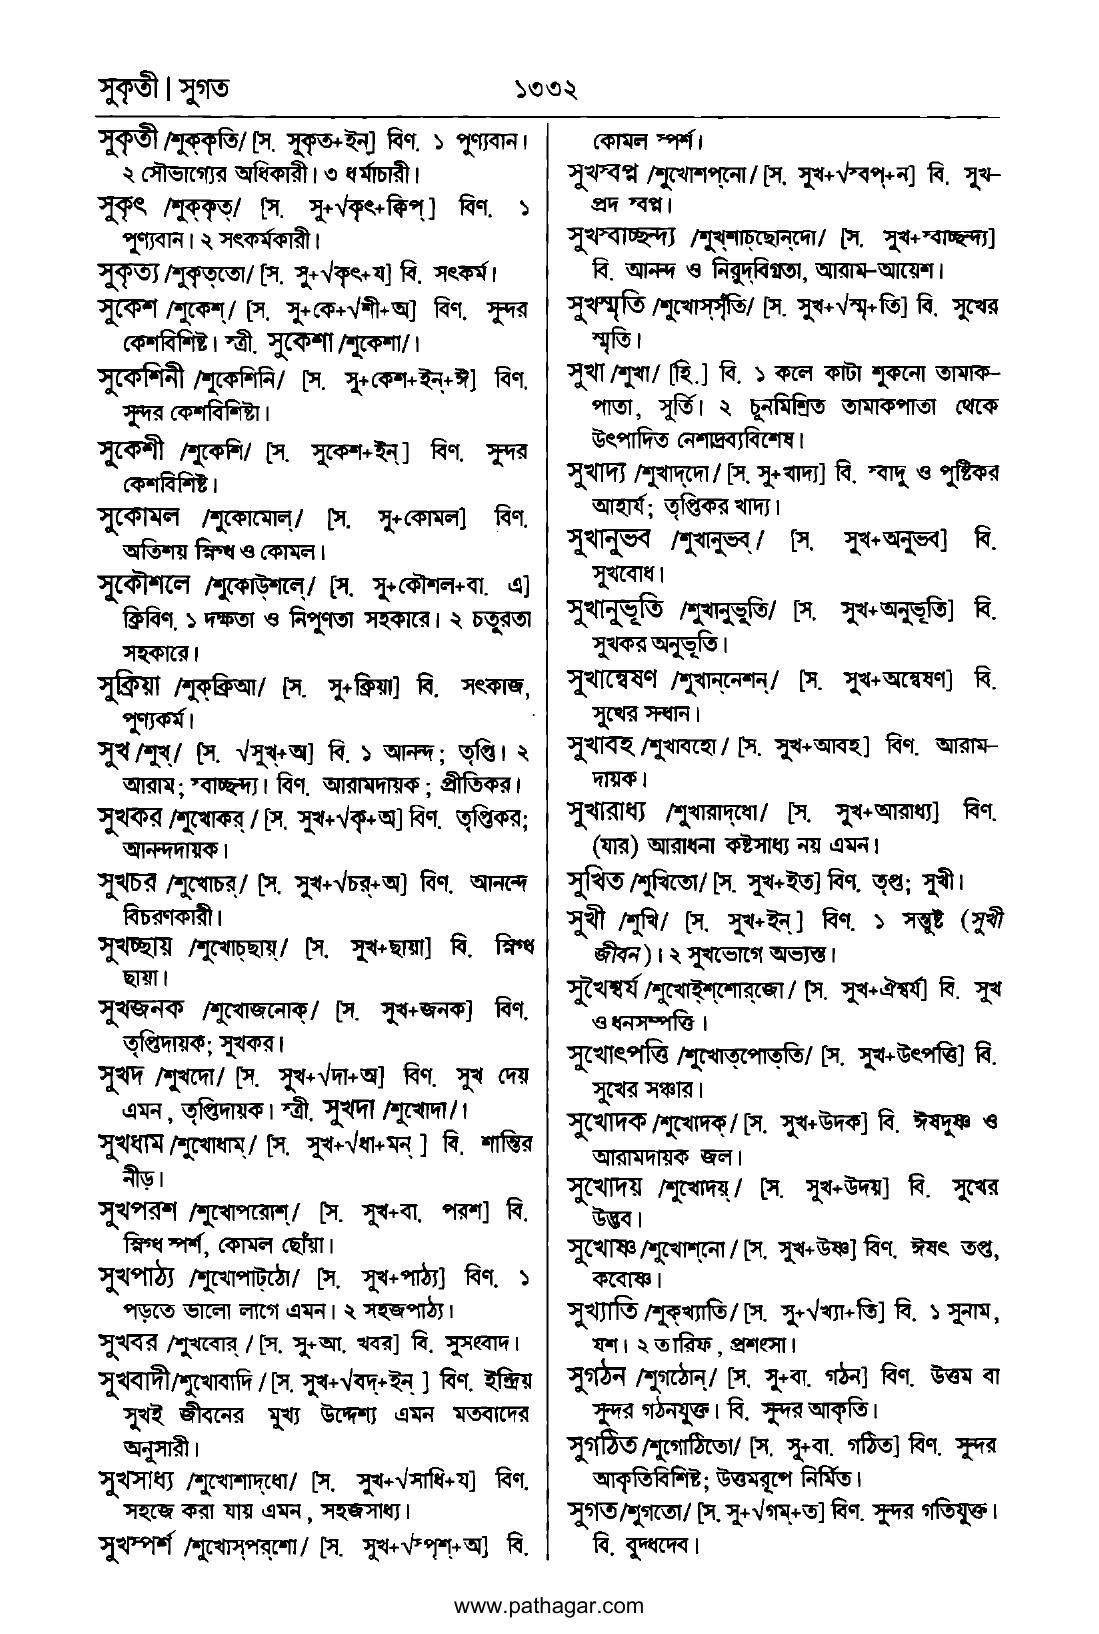 সুকৃতী | সুগত
১৩৩২
সুকৃতী /শুক্‌কৃতি/ [স. সুকৃত+ইন্] বিণ. ১ পুণ্যবান।
২ সৌভাগ্যের অধিকারী। ৩ ধর্মাচারী।
সুকৃৎ /শুক্‌কৃত্/ [স. সু+√কৃৎ+ক্বিপ্] বিণ. ১
পুণ্যবান। ২ সৎকর্মকারী।
সুকৃত্য /শুকৃত্‌তো/ [স. সু+√কৃৎ+য] বি. সৎকর্ম।
সুকেশ /শুকেশ্/ [স. সু+কে+√শী+অ] বিণ. সুন্দর
কেশবিশিষ্ট। স্ত্রী. সুকেশা /শুকেশা/।
সুকেশিনী /শুকেশিনি/ [স. সু+কেশ+ইন্+ঈ] বিণ.
সুন্দর কেশবিশিষ্টা।
সুকেশী /শুকেশি/ [স. সুকেশ+ইন্] বিণ. সুন্দর
কেশবিশিষ্ট।
সুকোমল /শুকোমোল্/ [স. সু+কোমল] বিণ.
অতিশয় স্নিগ্ধ ও কোমল।
সুকৌশলে /শুকোউ্‌শলে/ [স. সু+কৌশল+বা. এ]
ক্রিবিণ. ১ দক্ষতা ও নিপুণতা সহকারে। ২ চতুরতা
সহকারে।
সুক্রিয়া /শুক্‌ক্রিআ/ [স. সু+ক্রিয়া] বি. সৎকাজ,
পুণ্যকর্ম।
সুখ /শুখ্/ [স. √সুখ্+অ] বি. ১ আনন্দ; তৃপ্তি। ২
আরাম; স্বাচ্ছন্দ্য। বিণ. আরামদায়ক; প্রীতিকর।
সুখকর /শুখোকর্/ [স. সুখ+√কৃ+অ] বিণ. তৃপ্তিকর;
আনন্দদায়ক।
সুখচর /শুখোচর্/ [স. সুখ+√চর্+অ] বিণ. আনন্দে
বিচরণকারী।
সুখচ্ছায় /শুখোচ্‌ছায়্/ [স. সুখ+ছায়া] বি. স্নিগ্ধ
ছায়া।
সুখজনক /শুখোজনোক্/ [স. সুখ+জনক] বিণ.
তৃপ্তিদায়ক; সুখকর।
সুখদ /শুখদো/ [স. সুখ+√দা+অ] বিণ. সুখ দেয়
এমন, তৃপ্তিদায়ক। স্ত্রী. সুখদা /শুখোদা/।
সুখধাম /শুখোধাম্/ [স. সুখ+√ধা+মন্] বি. শান্তির
নীড়।
সুখপরশ /শুখোপরোশ্/ [স. সুখ+বা. পরশ] বি.
স্নিগ্ধ স্পর্শ, কোমল ছোঁয়া।
সুখপাঠ্য /শুখোপাট্‌ঠো/ [স. সুখ+পাঠ্য] বিণ. ১
পড়তে ভালো লাগে এমন। ২ সহজপাঠ্য।
সুখবর /শুখবোর্/ [স. সু+আ. খবর] বি. সুসংবাদ।
সুখবাদী /শুখোবাদি/ [স. সুখ+√বদ্+ইন্] বিণ. ইন্দ্রিয়
সুখই জীবনের মুখ্য উদ্দেশ্য এমন মতবাদের
অনুসারী।
সুখসাধ্য /শুখোশাদ্‌ধো/ [স. সুখ+√সাধি+য] বিণ.
সহজে করা যায় এমন, সহজসাধ্য।
সুখস্পর্শ /শুখোস্‌পর্‌শো/ [স. সুখ+√স্পৃশ্+অ] বি.
কোমল স্পর্শ।
সুখস্বপ্ন /শুখোশপ্‌নো/ [স. সুখ+√স্বপ্+ন] বি. সুখ-
প্রদ স্বপ্ন।
সুখস্বাচ্ছন্দ্য /শুখ্‌শাচ্‌ছোন্‌দো/ [স. সুখ+স্বাচ্ছন্দ্য]
বি. আনন্দ ও নিরুদ্‌বিগ্নতা, আরাম-আয়েশ।
সুখস্মৃতি /শুখোস্‌সৃঁতি/ [স. সুখ+√স্মৃ+তি] বি. সুখের
স্মৃতি।
সুখা /শুখা/ [হি.] বি. ১ কলে কাটা শুকনো তামাক-
পাতা, সূর্তি। ২ চূনমিশ্রিত তামাকপাতা থেকে
উৎপাদিত নেশাদ্রব্যবিশেষ।
সুখাদ্য /শুখাদ্‌দো/ [স. সু+খাদ্য] বি. স্বাদু ও পুষ্টিকর
আহার্য; তৃপ্তিকর খাদ্য।
সুখানুভব /শুখানুভব্/ [স. সুখ+অনুভব] বি.
সুখবোধ।
সুখানুভূতি /শুখানুভুতি/ [স. সুখ+অনুভূতি] বি.
সুখকর অনুভূতি।
সুখান্বেষণ /শুখান্‌নেশন্/ [স. সুখ+অন্বেষণ] বি.
সুখের সন্ধান।
সুখাবহ /শুখাবহো/ [স. সুখ+আবহ] বিণ. আরাম-
দায়ক।
সুখারাধ্য /শুখারাদ্‌ধো/ [স. সুখ+আরাধ্য] বিণ.
(যার) আরাধনা কষ্টসাধ্য নয় এমন।
সুখিত /শুখিতো/ [স. সুখ+ইত] বিণ. তৃপ্ত; সুখী।
সুখী /শুখি/ [স. সুখ+ইন্] বিণ. ১ সন্তুষ্ট (সুখী
জীবন)। ২ সুখভোগে অভ্যস্ত।
সুখৈশ্বর্য /শুখোইশ্‌শোর্‌জো/ [স. সুখ+ঐশ্বর্য] বি. সুখ
ও ধনসম্পত্তি।
সুখোৎপত্তি /শুখোত্‌পোত্‌তি/ [স. সুখ+উৎপত্তি] বি.
সুখের সঞ্চার।
সুখোদক /শুখোদক্/ [স. সুখ+উদক] বি. ঈষদুষ্ণ ও
আরামদায়ক জল।
সুখোদয় /শুখোদয়্/ [স. সুখ+উদয়] বি. সুখের
উদ্ভব।
সুখোষ্ণ /শুখোশ্‌নো/ [স. সুখ+উষ্ণ] বিণ. ঈষৎ তপ্ত,
কবোষ্ণ।
সুখ্যাতি /শুক্‌খ্যাতি/ [স. সু+√খ্যা+তি] বি. ১ সুনাম,
যশ। ২ তারিফ, প্রশংসা।
সুগঠন /শুগঠোন্/ [স. সু+বা. গঠন] বিণ. উত্তম বা
সুন্দর গঠনযুক্ত। বি. সুন্দর আকৃতি।
সুগঠিত /শুগোঠিতো/ [স. সু+বা. গঠিত] বিণ. সুন্দর
আকৃতিবিশিষ্ট; উত্তমরূপে নির্মিত।
সুগত /শুগতো/ [স. সু+√গম্+ত] বিণ. সুন্দর গতিযুক্ত।
বি. বুদ্ধদেব।
www.pathagar.com